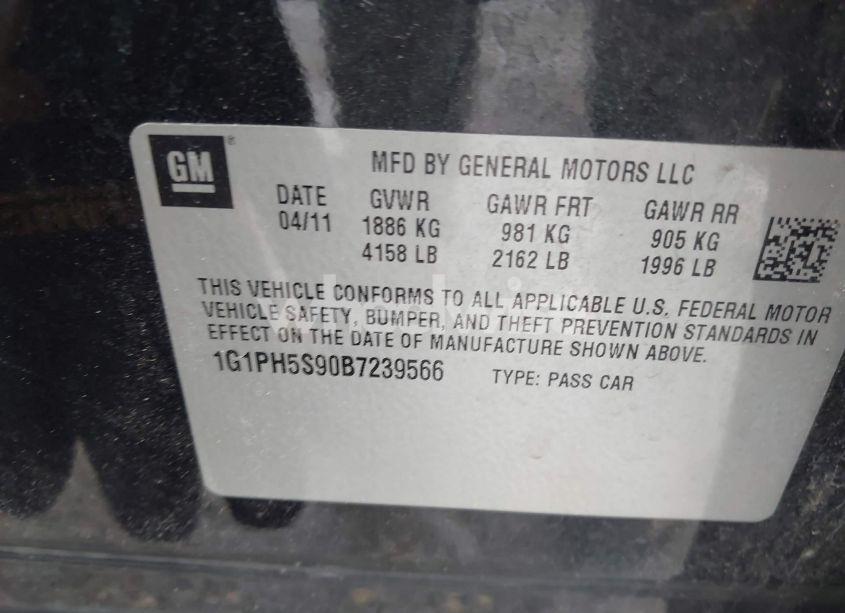 GM®
MFD BY GENERAL MOTORS LLC
DATE GVWR GAWR FRT GAWR RR
04/11 1886 KG 981 KG 905 KG
4158 LB 2162 LB 1996 LB
THIS VEHICLE CONFORMS TO ALL APPLICABLE U.S. FEDERAL MOTOR
VEHICLE SAFETY, BUMPER, AND THEFT PREVENTION STANDARDS IN
EFFECT ON THE DATE OF MANUFACTURE SHOWN ABOVE.
1G1PH5S90B7239566 TYPE: PASS CAR